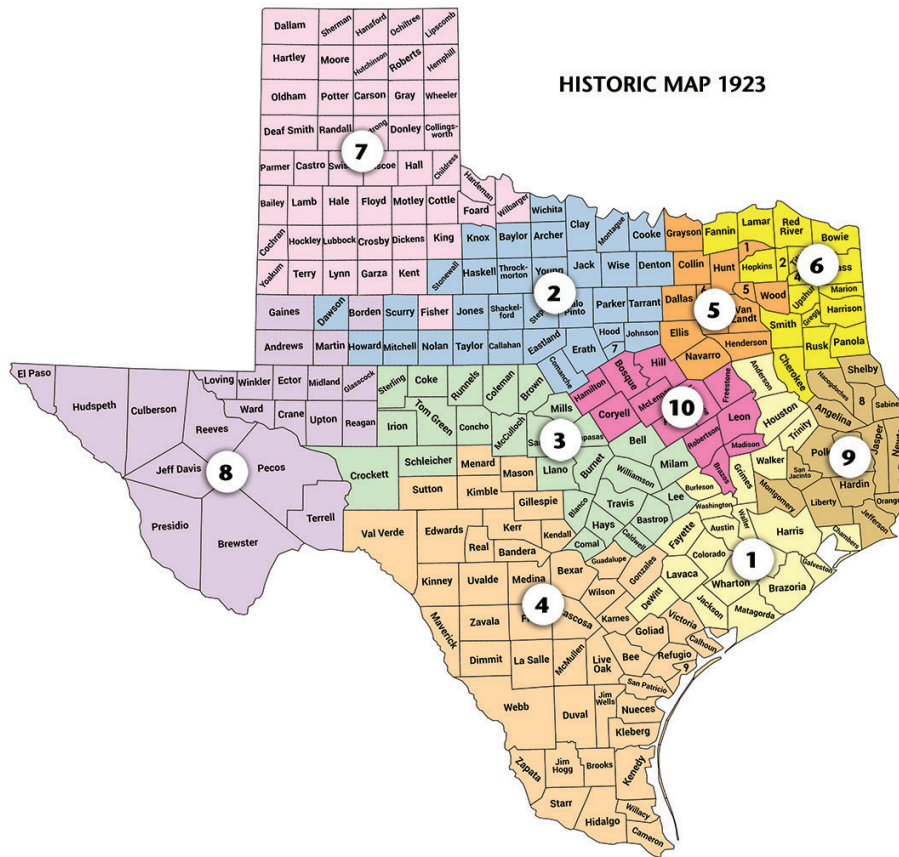 HISTORIC MAP 1923
Dallam
Sherman
Hansford
Ochiltree
Lipscomb
Hartley
Moore
Hutchinson
Roberts
Hemphill
Oldham
Potter
Carson
Gray
Wheeler
Deaf Smith
Randall
Donley
Collings-
worth
7
Parmer
Castro
Hall
Childress
Bailey
Lamb
Hale
Floyd
Motley
Cottle
Hardeman
Foard
Wilbarger
Cochran
Hockley
Lubbock
Crosby
Dickens
King
Yoakum
Terry
Lynn
Garza
Kent
Stonewall
Knox
Baylor
Archer
Wichita
Clay
Montague
Cooke
Haskell
Throck-
morton
Young
Jack
Wise
Denton
2
Gaines
Dawson
Borden
Scurry
Fisher
Jones
Shackel-
ford
Pinto
Parker
Tarrant
Andrews
Martin
Howard
Mitchell
Nolan
Taylor
Callahan
Eastland
Erath
Hood
7
Johnson
Comanche
Grayson
Fannin
Lamar
Red
River
Bowie
Collin
Hunt
1
Hopkins
2
4
6
Marion
Upshur
Harrison
Dallas
5
5
Wood
Van
Zandt
Gregg
Smith
Ellis
Henderson
Rusk
Panola
Navarro
Cherokee
El Paso
Hudspeth
Culberson
Loving
Winkler
Ector
Midland
Glasscock
Reeves
Ward
Crane
Upton
Reagan
Jeff Davis
8
Pecos
Presidio
Brewster
Terrell
Sterling
Coke
Runnels
Coleman
Brown
Irion
Tom Green
Concho
McCulloch
Mills
3
Crockett
Schleicher
Menard
Mason
Llano
Burnet
Bell
Williamson
Milam
Sutton
Kimble
Gillespie
Blanco
Travis
Lee
Hays
Bastrop
Comal
Caldwell
Hamilton
Bosque
Hill
Coryell
10
Freestone
Leon
Robertson
Madison
Brazos
Anderson
Houston
Trinity
Walker
Grimes
Burleson
Washington
Waller
Austin
Harris
Fayette
Colorado
1
Chambers
Galveston
Lavaca
Wharton
Brazoria
DeWitt
Jackson
Matagorda
Shelby
Nacogdoches
8
Sabine
Angelina
Polk
9
Jasper
San
Jacinto
Hardin
Montgomery
Liberty
Orange
Jefferson
Val Verde
Edwards
Kerr
Kendall
Real
Bandera
Bexar
Guadalupe
Gonzales
Kinney
Uvalde
Medina
Wilson
4
Maverick
Zavala
Karnes
Goliad
Victoria
Calhoun
Dimmit
La Salle
McMullen
Live
Oak
Bee
Refugio
9
San Patricio
Webb
Duval
Jim
Wells
Nueces
Kleberg
Zapata
Jim
Hogg
Brooks
Kenedy
Starr
Hidalgo
Willacy
Cameron